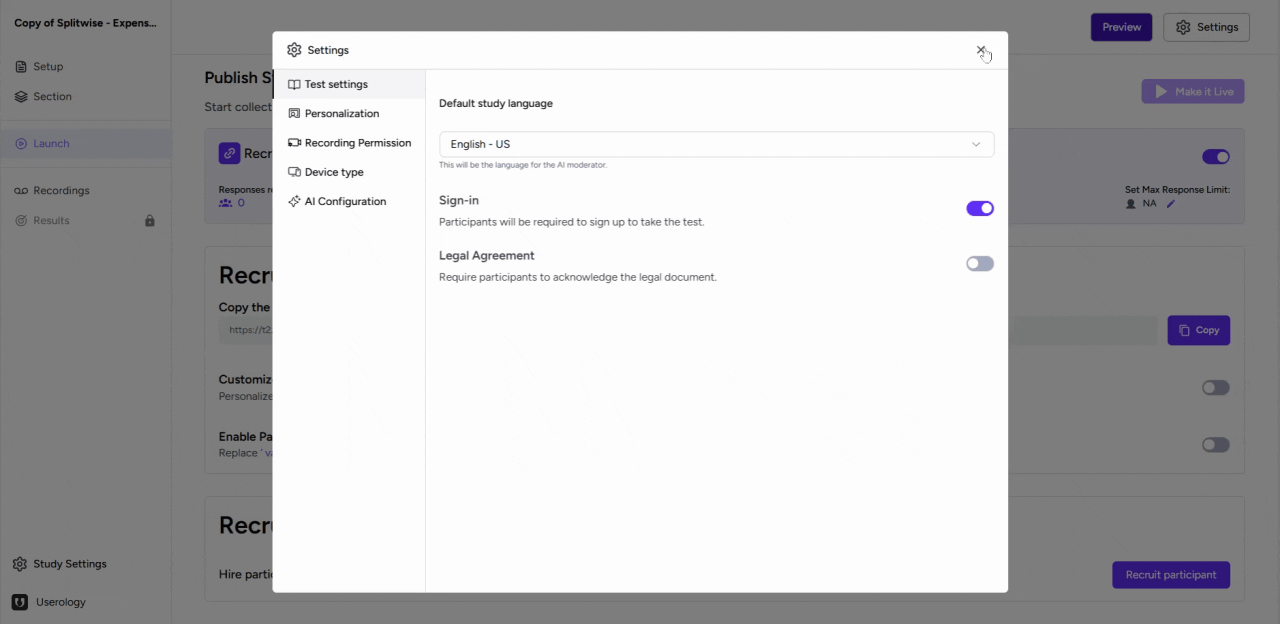 Copy of Splitwise - Expens...
Setup
Section
Launch
Recordings
Results
Study Settings
Userology
Preview
Settings
Publish S
Start collect
Make it Live
Recr
Responses r
0
Set Max Response Limit:
NA
Recru
Copy the
https://t2.
Copy
Customiz
Personalize
Enable Pa
Replace ` va
Recru
Hire partic
Recruit participant
Settings
Test settings
Personalization
Recording Permission
Device type
AI Configuration
Default study language
English - US
This will be the language for the AI moderator.
Sign-in
Participants will be required to sign up to take the test.
Legal Agreement
Require participants to acknowledge the legal document.